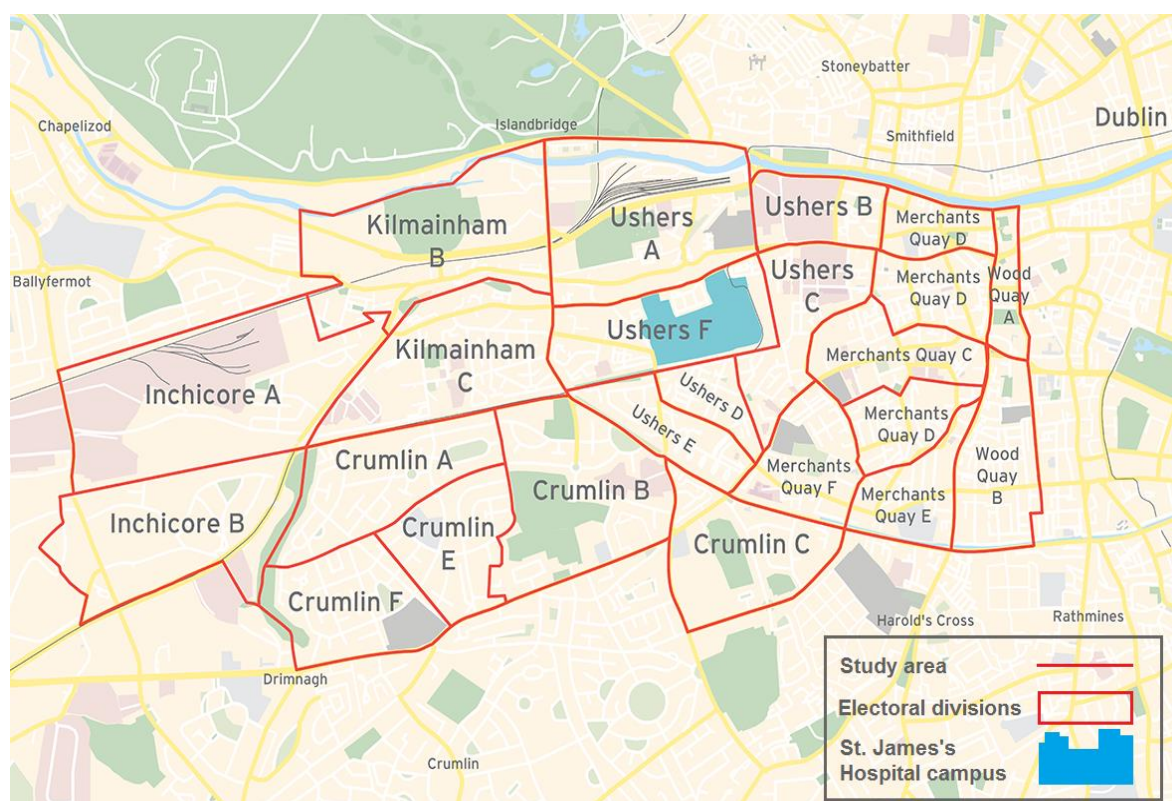 Stoneybatter
Chapelizod
Islandbridge
Dublin
Smithfield
Kilmainham
B
Ushers
A
Ushers B
Merchants
Quay D
Ballyfermot
Ushers
C
Merchants
Quay D
Wood
Quay
A
Ushers F
Kilmainham
C
Merchants Quay C
Inchicore A
Ushers D
Ushers E
Merchants
Quay D
Crumlin A
Crumlin B
Merchants
Quay F
Wood
Quay
B
Inchicore B
Crumlin
E
Merchants
Quay E
Crumlin C
Crumlin F
Harold's Cross
Rathmines
Drimnagh
Crumlin
Study area
Electoral divisions
St. James's
Hospital campus